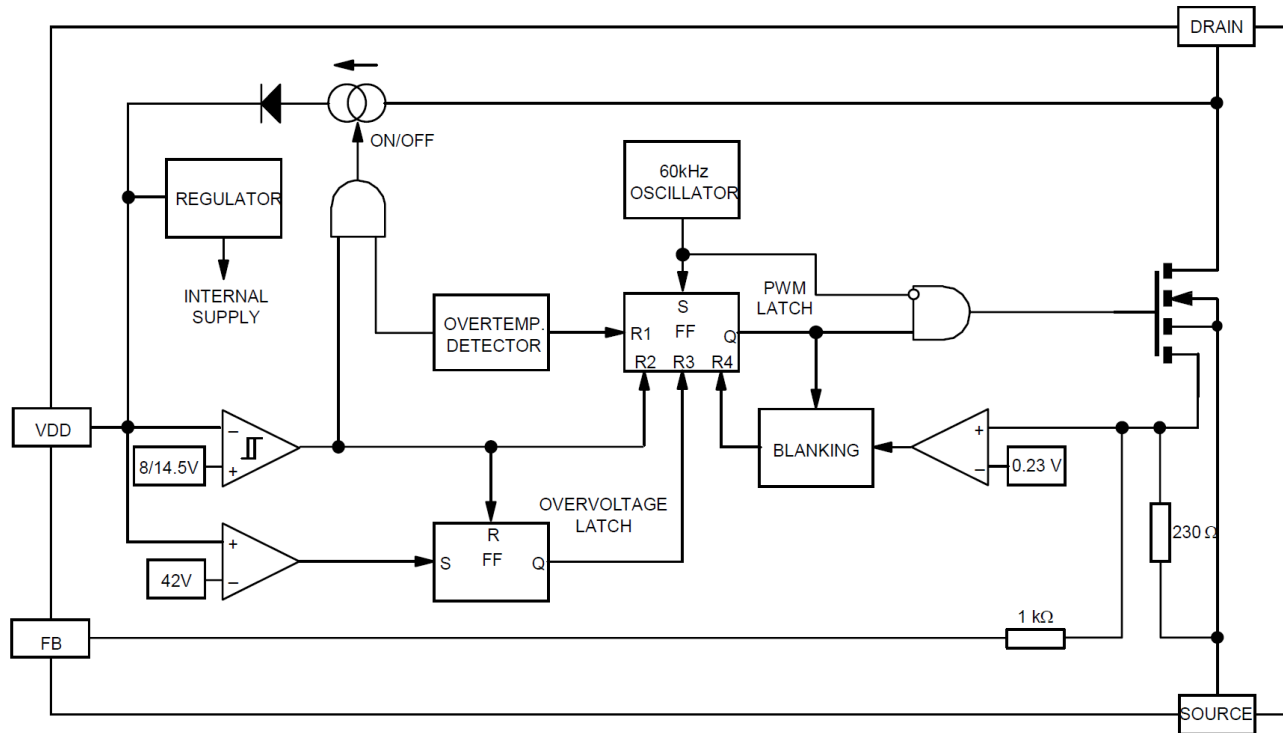 DRAIN
ON/OFF
60kHz
OSCILLATOR
REGULATOR
INTERNAL
SUPPLY
PWM
LATCH
S
FF
OVERTEMP.
DETECTOR
R1
Q
R2
R3
R4
VDD
−
8/14.5V
+
BLANKING
+
−
0.23 V
OVERVOLTAGE
LATCH
R
FF
S
Q
+
42V
−
230 Ω
1 kΩ
FB
SOURCE